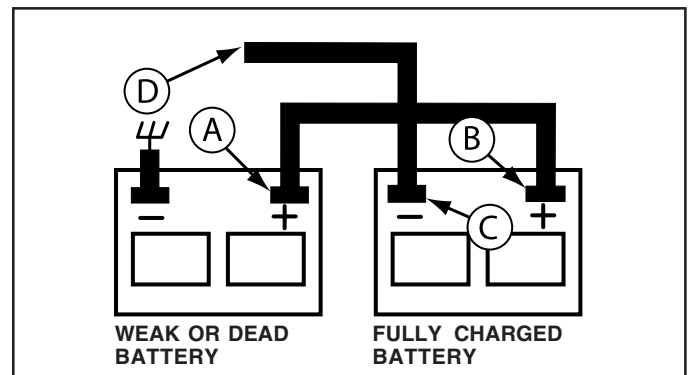 D
A
B
C
− + − +
WEAK OR DEAD
BATTERY
FULLY CHARGED
BATTERY